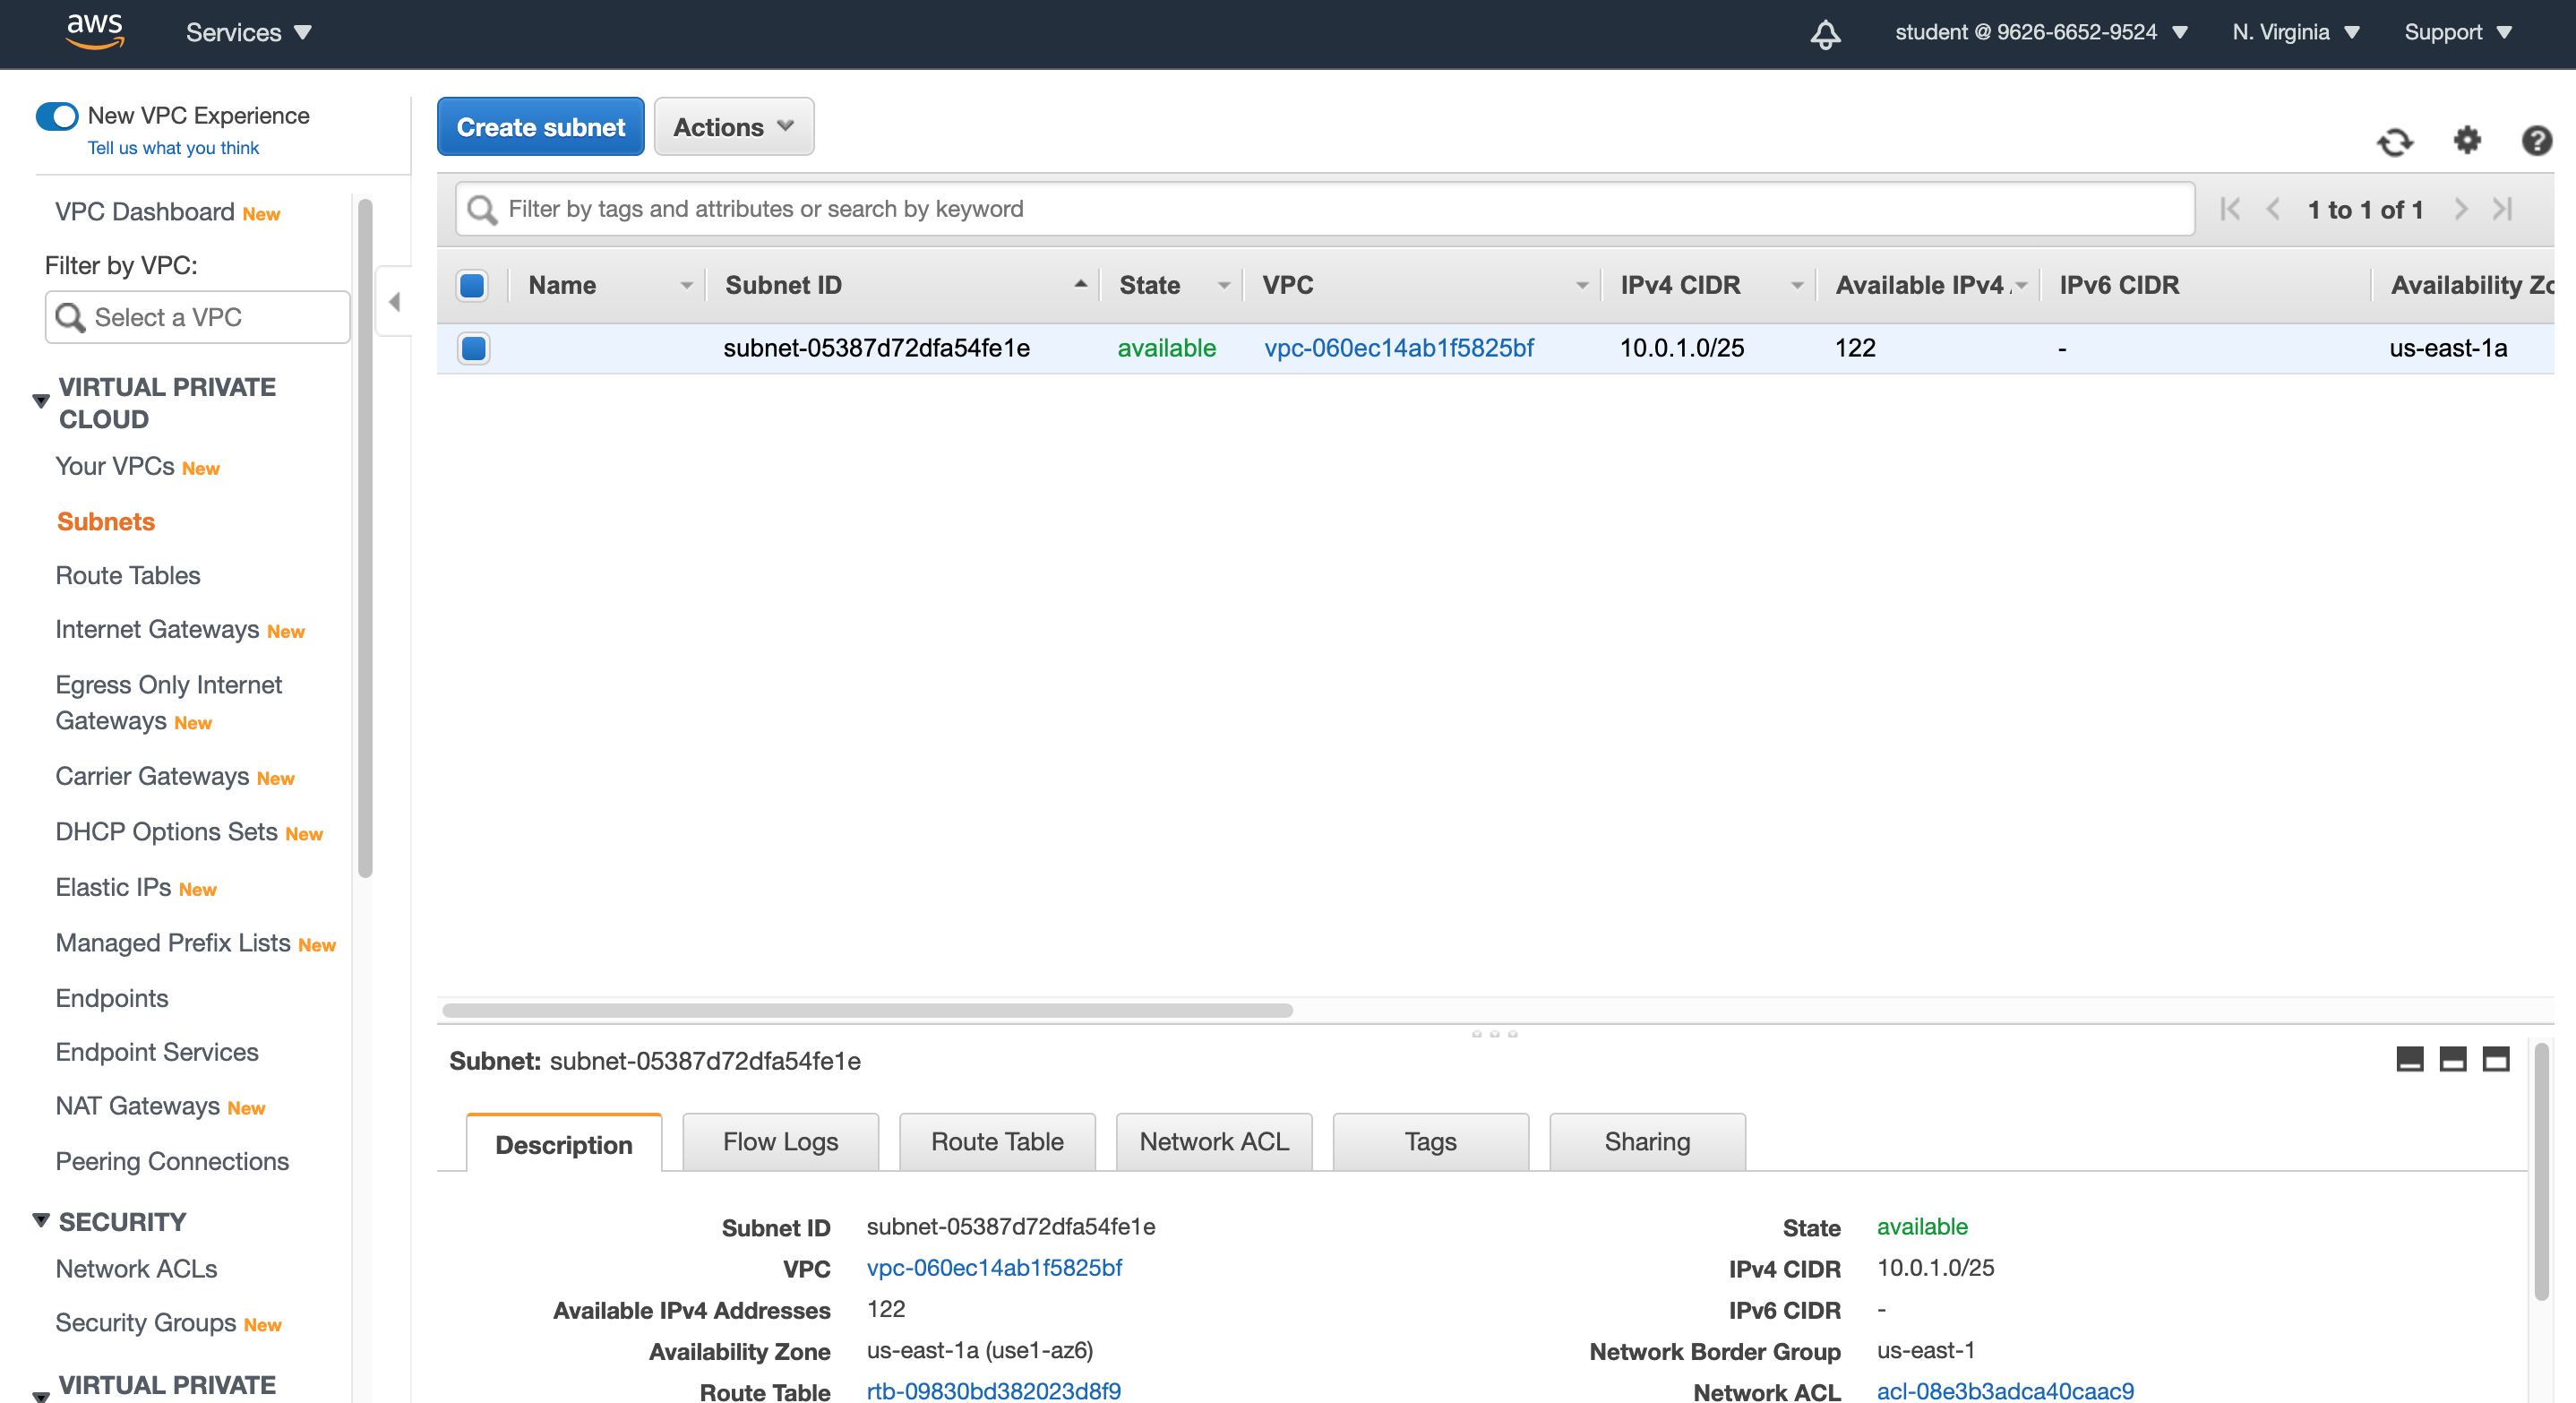 aws
Services
student @ 9626-6652-9524
N. Virginia
Support
New VPC Experience
Tell us what you think
VPC Dashboard New
Filter by VPC:
Select a VPC
VIRTUAL PRIVATE
CLOUD
Your VPCs New
Subnets
Route Tables
Internet Gateways New
Egress Only Internet
Gateways New
Carrier Gateways New
DHCP Options Sets New
Elastic IPs New
Managed Prefix Lists New
Endpoints
Endpoint Services
NAT Gateways New
Peering Connections
SECURITY
Network ACLs
Security Groups New
VIRTUAL PRIVATE
Create subnet
Actions
Filter by tags and attributes or search by keyword
1 to 1 of 1
Name Subnet ID State VPC IPv4 CIDR Available IPv4 IPv6 CIDR Availability Zo
subnet-05387d72dfa54fe1e available vpc-060ec14ab1f5825bf 10.0.1.0/25 122 - us-east-1a
Subnet: subnet-05387d72dfa54fe1e
Description Flow Logs Route Table Network ACL Tags Sharing
Subnet ID subnet-05387d72dfa54fe1e State available
VPC vpc-060ec14ab1f5825bf IPv4 CIDR 10.0.1.0/25
Available IPv4 Addresses 122 IPv6 CIDR -
Availability Zone us-east-1a (use1-az6) Network Border Group us-east-1
Route Table rtb-09830bd382023d8f9 Network ACL acl-08e3b3adca40caac9